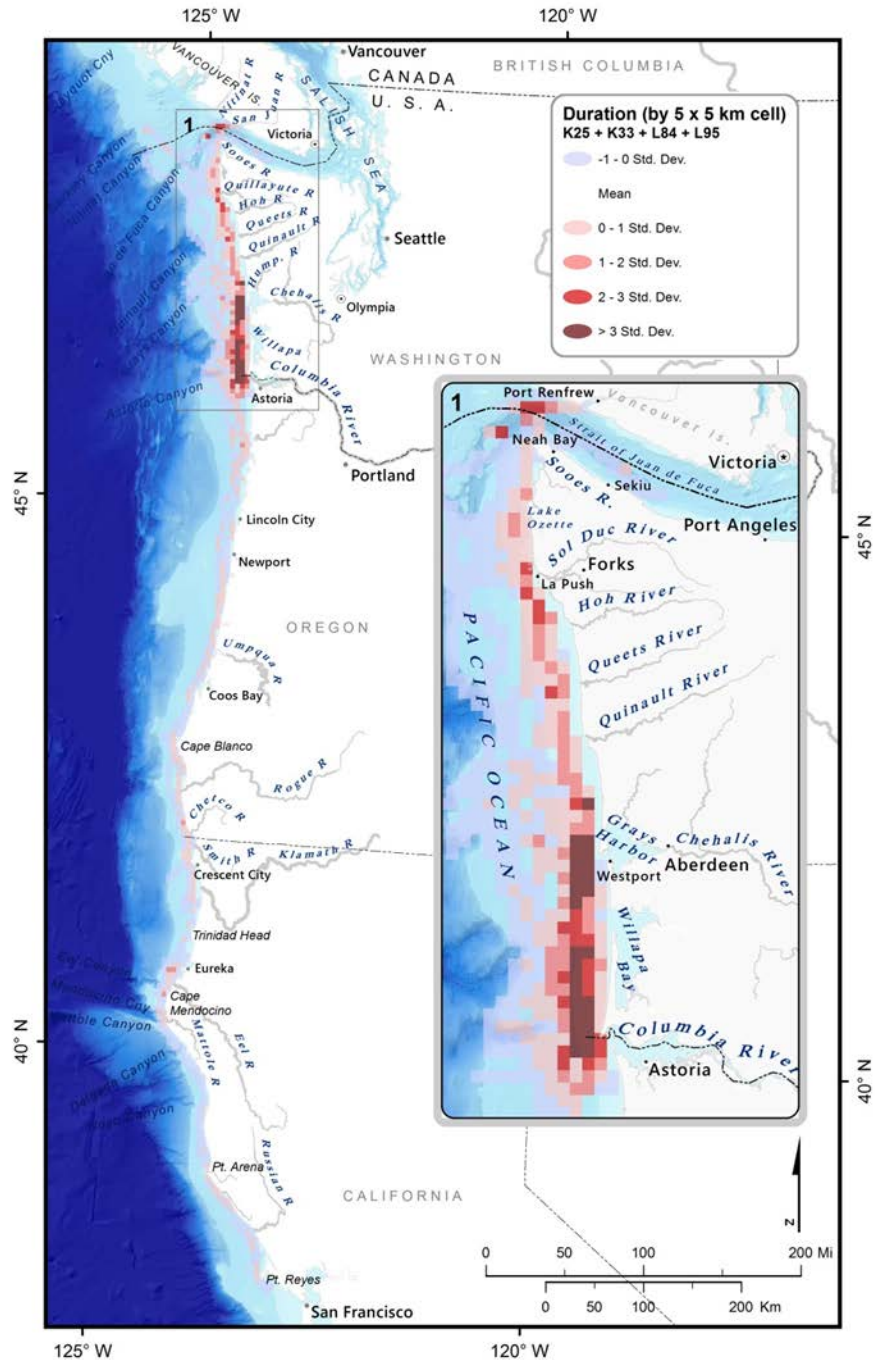 125° W
120° W
Vancouver
BRITISH COLUMBIA
CANADA
U. S. A.
VANCOUVER IS.
Nitinat R
San Juan R
SALISH SEA
Victoria
1
Sooes R
Quillayute R
Hoh R
Queets R
Quinault R
Hump. R
Seattle
Olympia
Chehalis R
Willapa
WASHINGTON
Columbia River
Astoria Canyon
Astoria
Portland
45° N
Lincoln City
Newport
OREGON
Umpqua R
Coos Bay
Cape Blanco
Rogue R
Chetco R
Smith R
Klamath R
Crescent City
Trinidad Head
Eel Canyon
Eureka
Mendocino Cny
Cape
Mendocino
Mattole R
Eel R
40° N
Delgada Canyon
Canyon
Russian R
Pt. Arena
CALIFORNIA
Pt. Reyes
San Francisco
Duration (by 5 x 5 km cell)
K25 + K33 + L84 + L95
-1 - 0 Std. Dev.
Mean
0 - 1 Std. Dev.
1 - 2 Std. Dev.
2 - 3 Std. Dev.
> 3 Std. Dev.
1
Port Renfrew
Vancouver Is.
Neah Bay
Strait of Juan de Fuca
Victoria
Sooes R.
Sekiu
Lake
Ozette
Port Angeles
Sol Duc River
Forks
La Push
Hoh River
45° N
PACIFIC OCEAN
Queets River
Quinault River
Grays
Harbor
Chehalis River
Aberdeen
Westport
Willapa
Bay
Columbia River
Astoria
40° N
N
0 50 100 200 Mi
0 50 100 200 Km
125° W
120° W